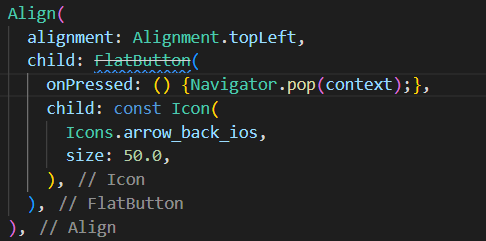 Align(
alignment: Alignment.topLeft,
child: FlatButton(
onPressed: () {Navigator.pop(context);},
child: const Icon(
Icons.arrow_back_ios,
size: 50.0,
), // Icon
), // FlatButton
), // Align